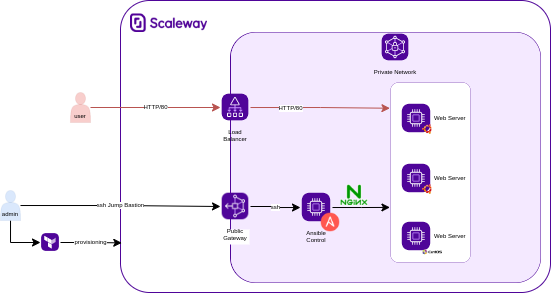 Scaleway
Private Network
HTTP/80
HTTP/80
user
Load
Balancer
Web Server
Web Server
ssh Jump Bastion
ssh
NGINX
admin
Public
Gateway
Ansible
Control
Web Server
provisioning
CentOS